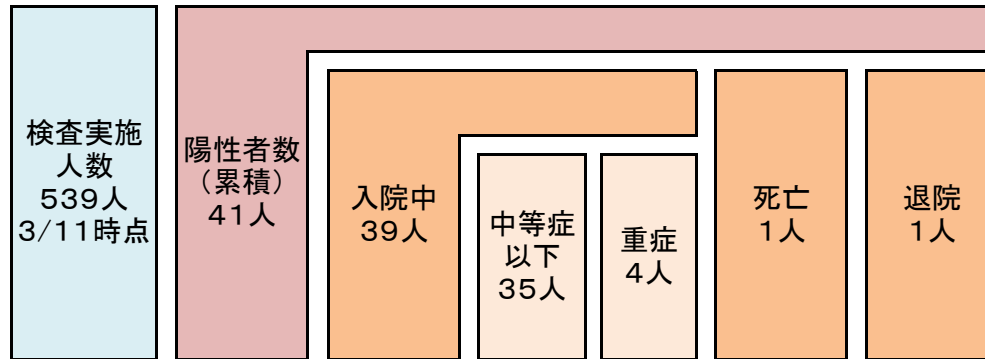 検査実施
人数
539人
3/11時点
陽性者数
（累積）
41人
入院中
39人
中等症
以下
35人
重症
4人
死亡
1人
退院
1人